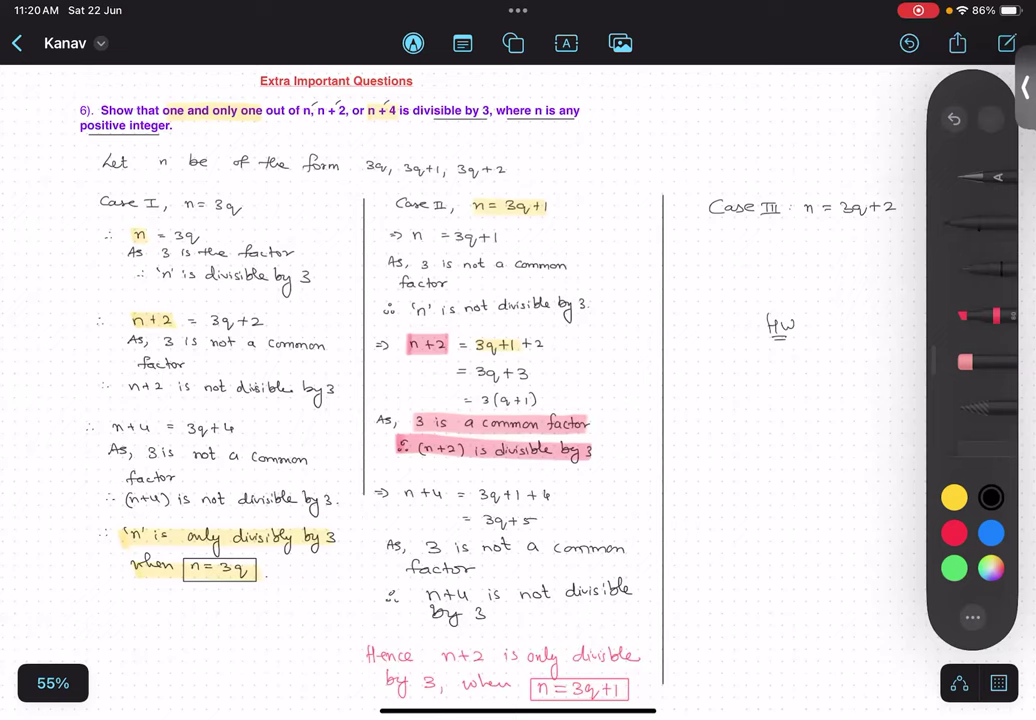 11:20 AM Sat 22 Jun
86%
Kanav
Extra Important Questions
6). Show that one and only one out of n, n + 2, or n + 4 is divisible by 3, where n is any
positive integer.
Let n be of the form 3q, 3q+1, 3q+2
Case I, n = 3q
∴ n = 3q
As 3 is the factor
∴ 'n' is divisible by 3
∴ n+2 = 3q+2
As, 3 is not a common
factor
∴ n+2 is not divisible by 3
∴ n+4 = 3q+4
As, 3 is not a common
factor
∴ (n+4) is not divisible by 3.
∴ 'n' is only divisibly by 3
when n = 3q.
Case II, n = 3q+1
⇒ n = 3q+1
As, 3 is not a common
factor
∴ 'n' is not divisible by 3.
⇒ n+2 = 3q+1 +2
= 3q+3
= 3(q+1)
As, 3 is a common factor
∴ (n+2) is divisible by 3
⇒ n+4 = 3q+1+4
= 3q+5
As, 3 is not a common
factor
∴ n+4 is not divisible
by 3
Hence n+2 is only divisble
by 3, when n = 3q+1
Case III : n = 3q+2
HW
A
80
55%